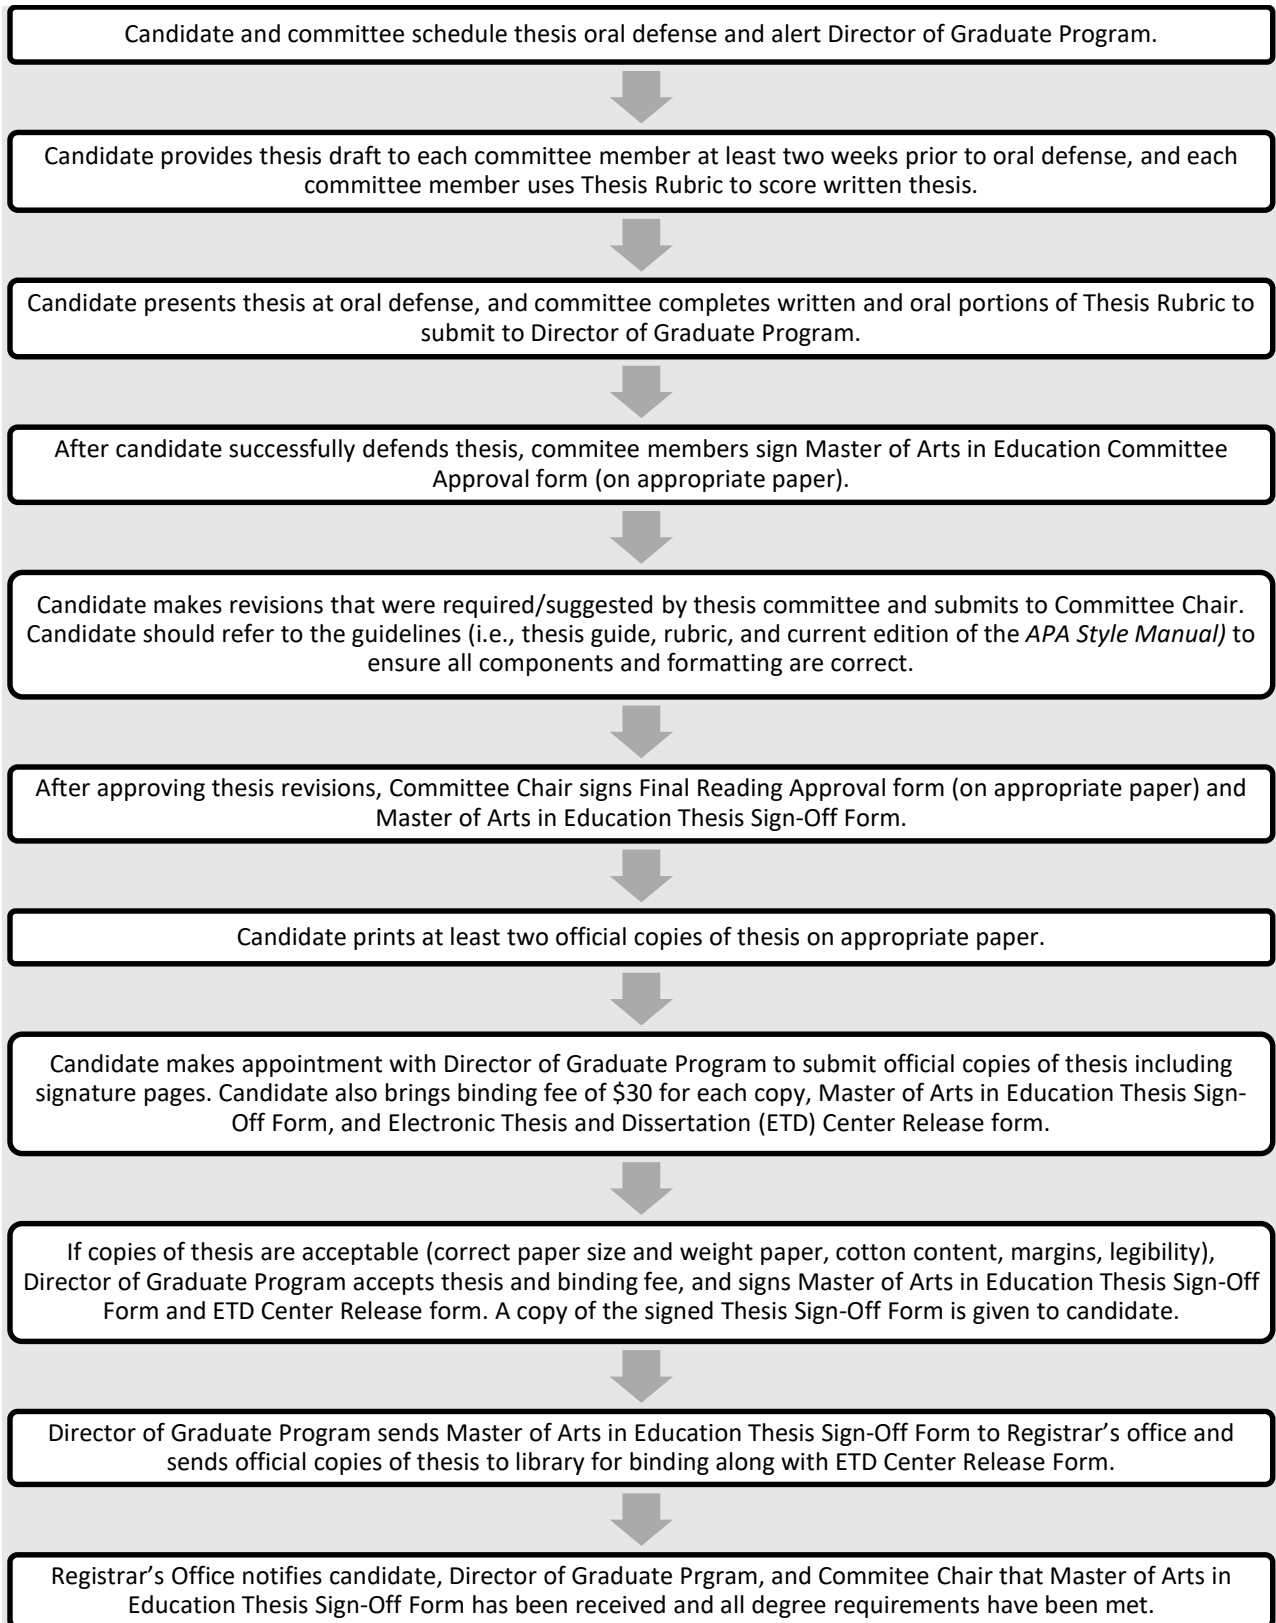 Candidate and committee schedule thesis oral defense and alert Director of Graduate Program.
Candidate provides thesis draft to each committee member at least two weeks prior to oral defense, and each
committee member uses Thesis Rubric to score written thesis.
Candidate presents thesis at oral defense, and committee completes written and oral portions of Thesis Rubric to
submit to Director of Graduate Program.
After candidate successfully defends thesis, commitee members sign Master of Arts in Education Committee
Approval form (on appropriate paper).
Candidate makes revisions that were required/suggested by thesis committee and submits to Committee Chair.
Candidate should refer to the guidelines (i.e., thesis guide, rubric, and current edition of the APA Style Manual) to
ensure all components and formatting are correct.
After approving thesis revisions, Committee Chair signs Final Reading Approval form (on appropriate paper) and
Master of Arts in Education Thesis Sign-Off Form.
Candidate prints at least two official copies of thesis on appropriate paper.
Candidate makes appointment with Director of Graduate Program to submit official copies of thesis including
signature pages. Candidate also brings binding fee of $30 for each copy, Master of Arts in Education Thesis Sign-
Off Form, and Electronic Thesis and Dissertation (ETD) Center Release form.
If copies of thesis are acceptable (correct paper size and weight paper, cotton content, margins, legibility),
Director of Graduate Program accepts thesis and binding fee, and signs Master of Arts in Education Thesis Sign-Off
Form and ETD Center Release form. A copy of the signed Thesis Sign-Off Form is given to candidate.
Director of Graduate Program sends Master of Arts in Education Thesis Sign-Off Form to Registrar's office and
sends official copies of thesis to library for binding along with ETD Center Release Form.
Registrar's Office notifies candidate, Director of Graduate Prgram, and Commitee Chair that Master of Arts in
Education Thesis Sign-Off Form has been received and all degree requirements have been met.